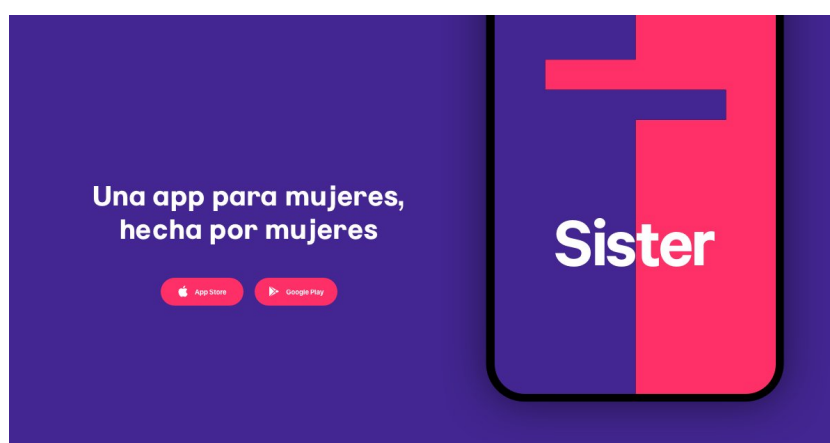 Una app para mujeres,
hecha por mujeres
App Store
Google Play
Sister